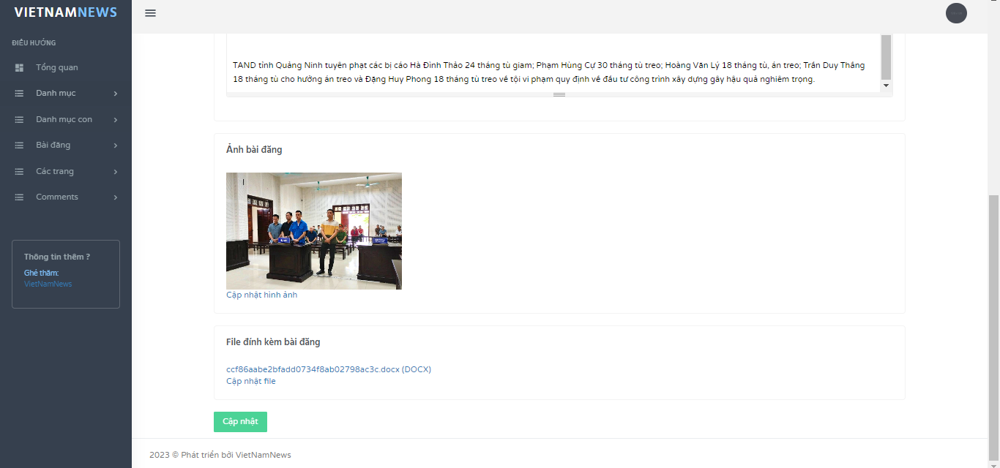 VIETNAMNEWS
ĐIỀU HƯỚNG
Tổng quan
Danh mục
Danh mục con
Bài đăng
Các trang
Comments
Thông tin thêm ?
Ghé thăm:
VietNamNews
TAND tỉnh Quảng Ninh tuyên phạt các bị cáo Hà Đình Thảo 24 tháng tù giam; Phạm Hùng Cự 30 tháng tù treo; Hoàng Văn Lý 18 tháng tù, án treo; Trần Duy Thăng
18 tháng tù cho hưởng án treo và Đặng Huy Phong 18 tháng tù treo về tội vi phạm quy định về đầu tư công trình xây dựng gây hậu quả nghiêm trọng.
Ảnh bài đăng
Cập nhật hình ảnh
File đính kèm bài đăng
ccf86aabe2bfadd0734f8ab02798ac3c.docx (DOCX)
Cập nhật file
Cập nhật
2023 © Phát triển bởi VietNamNews